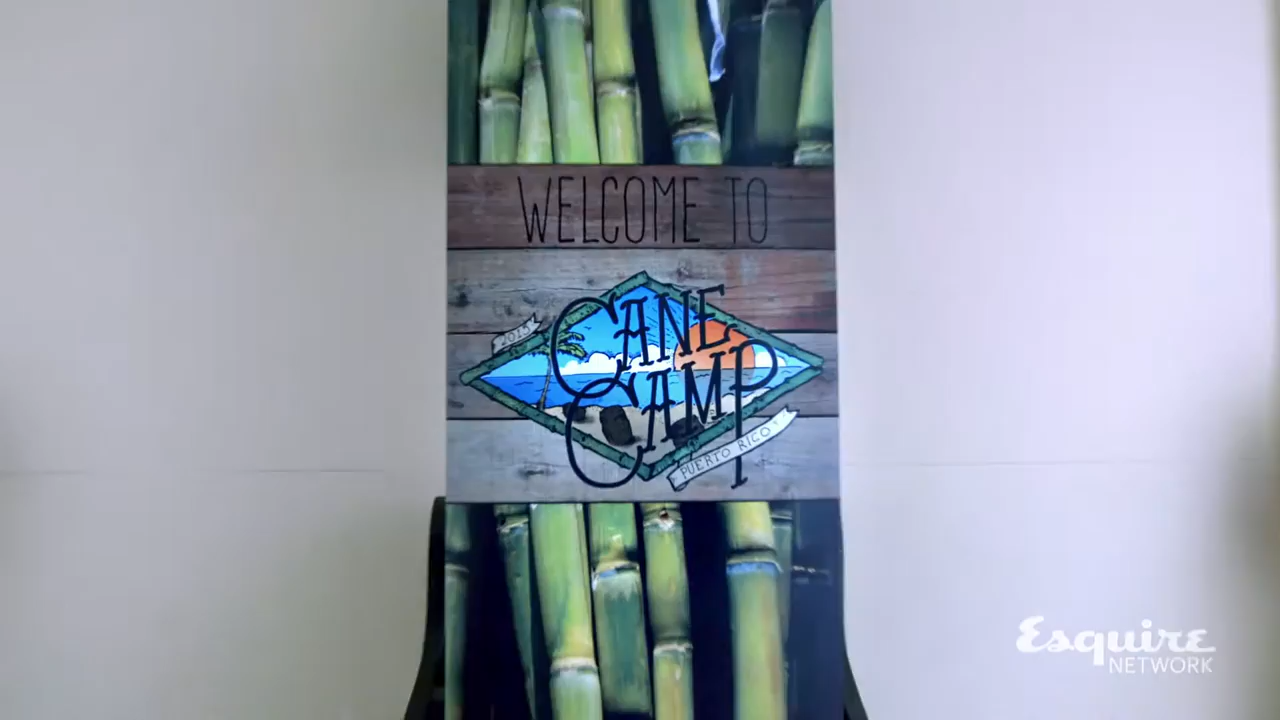 WELCOME TO
2015
CANE
CAMP
PUERTO RICO
Esquire
NETWORK